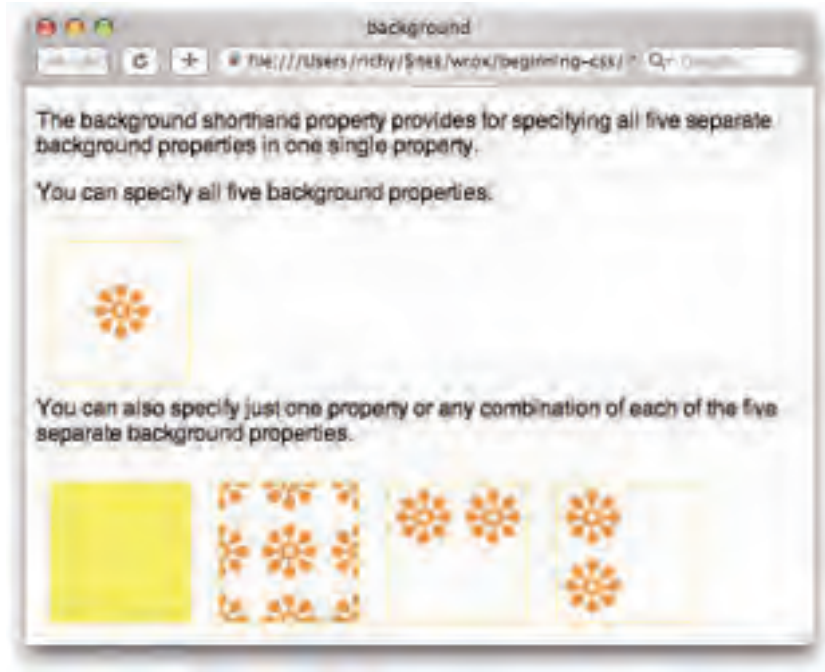 background
file:///Users/richy/Sites/wrox/beginning-css/
The background shorthand property provides for specifying all five separate
background properties in one single property.
You can specify all five background properties.
You can also specify just one property or any combination of each of the five
separate background properties.